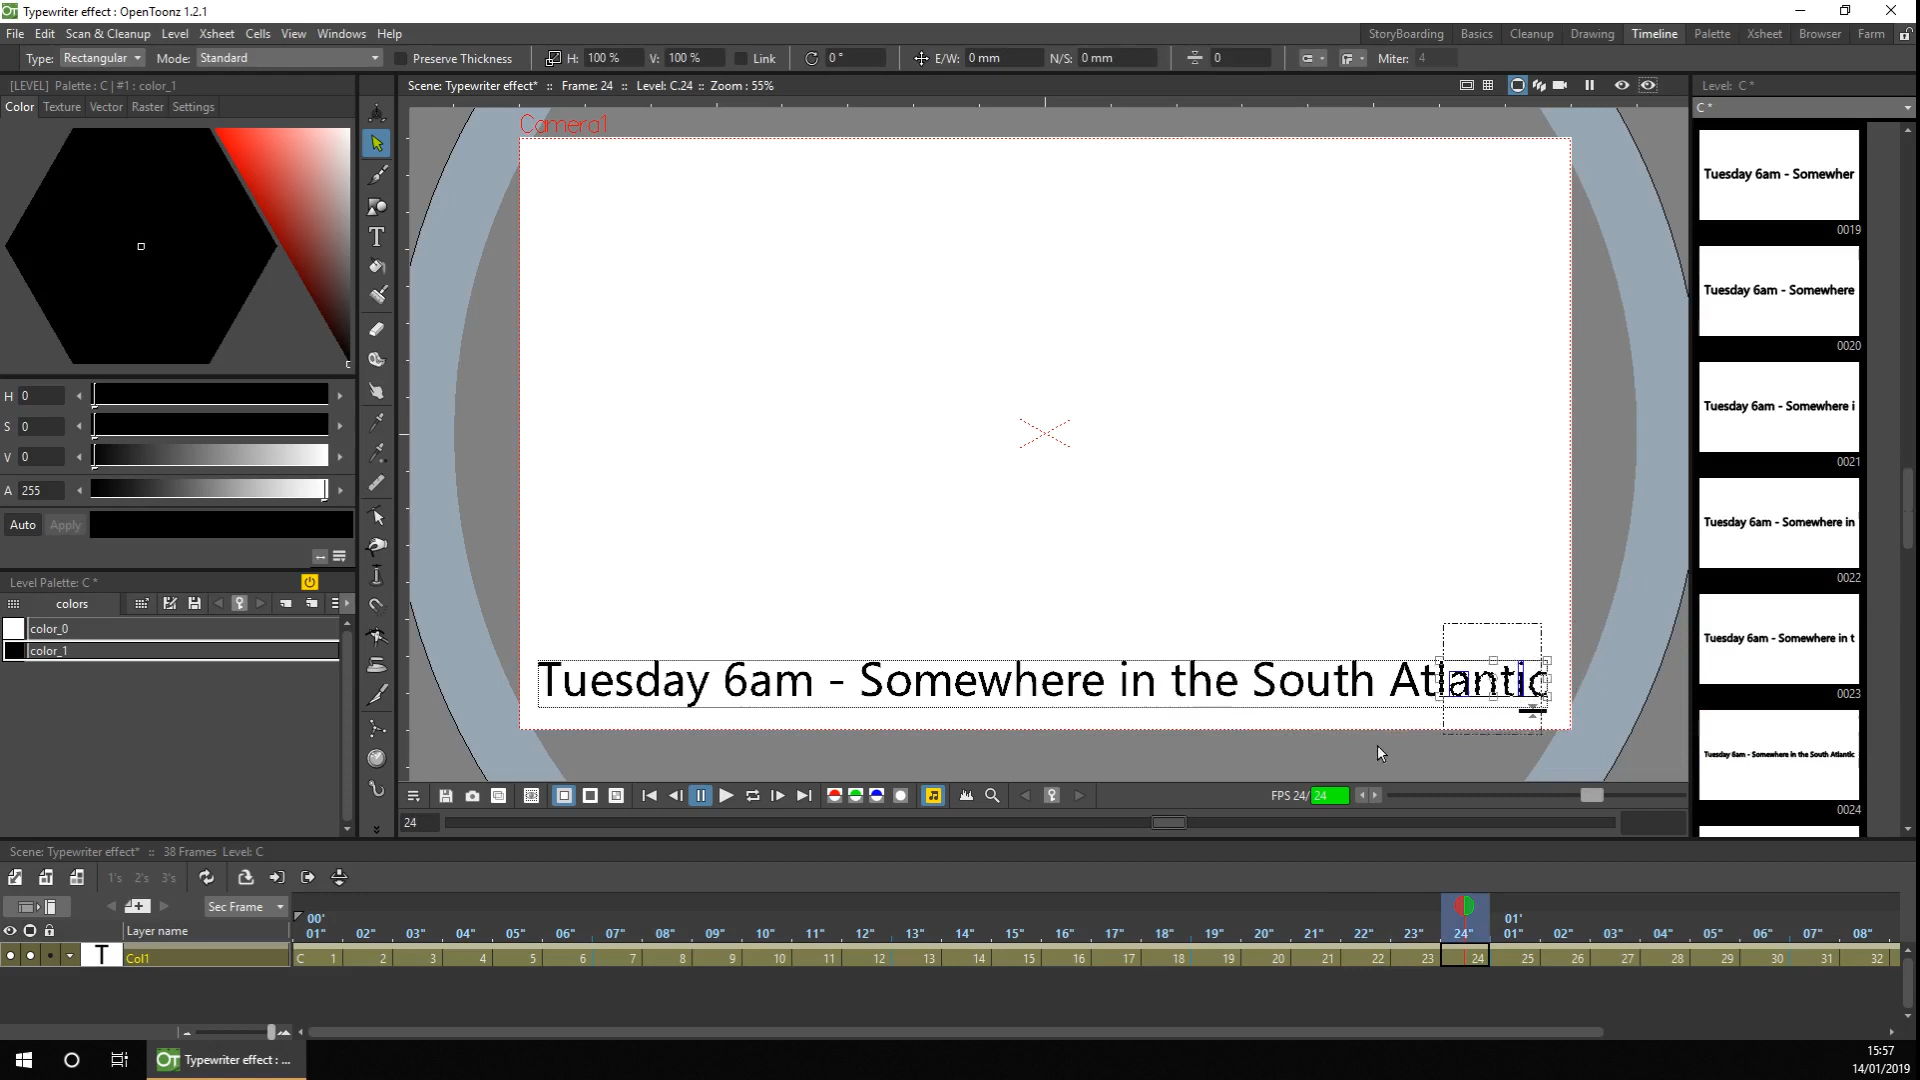 Typewriter effect : OpenToonz 1.2.1
File Edit Scan & Cleanup Level Xsheet Cells View Windows Help
StoryBoarding Basics Cleanup Drawing Timeline Palette Xsheet Browser Farm
Type: Rectangular Mode: Standard Preserve Thickness H: 100 % V: 100 % Link 0 ° E/W: 0 mm N/S: 0 mm 0 Miter: 4
[LEVEL] Palette : C | #1 : color_1
Color Texture Vector Raster Settings
H 0
S 0
V 0
A 255
Auto Apply
Level Palette: C *
colors
color_0
color_1
Scene: Typewriter effect* :: Frame: 24 :: Level: C.24 :: Zoom : 55%
Camera1
Tuesday 6am - Somewhere in the South Atlantic
FPS 24/ 24
24
Level: C *
C *
Tuesday 6am - Somewher
0019
Tuesday 6am - Somewhere
0020
Tuesday 6am - Somewhere i
0021
Tuesday 6am - Somewhere in
0022
Tuesday 6am - Somewhere in t
0023
Tuesday 6am - Somewhere in the South Atlantic
0024
Scene: Typewriter effect* :: 38 Frames Level: C
1's 2's 3's
Sec Frame
00' 01'
01" 02" 03" 04" 05" 06" 07" 08" 09" 10" 11" 12" 13" 14" 15" 16" 17" 18" 19" 20" 21" 22" 23" 24" 01" 02" 03" 04" 05" 06" 07" 08"
Layer name
T Col1 C 1 2 3 4 5 6 7 8 9 10 11 12 13 14 15 16 17 18 19 20 21 22 23 24 25 26 27 28 29 30 31 32
Typewriter effect : ...
15:57
14/01/2019